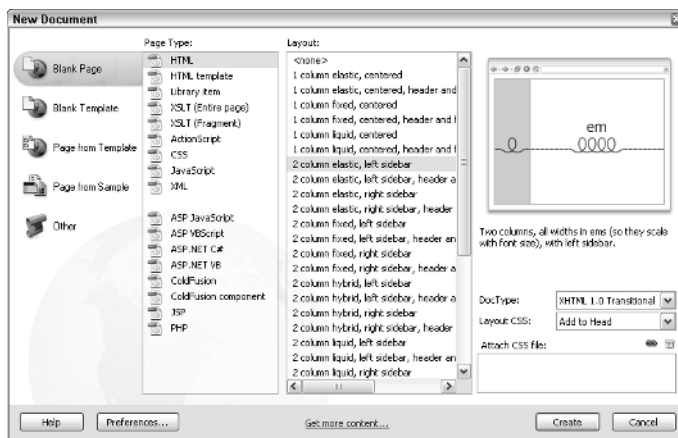 New Document
Blank Page
Blank Template
Page from Template
Page from Sample
Other
Page Type:
HTML
HTML template
Library item
XSLT (Entire page)
XSLT (Fragment)
ActionScript
CSS
JavaScript
XML
ASP JavaScript
ASP VBScript
ASP.NET C#
ASP.NET VB
ColdFusion
ColdFusion component
JSP
PHP
Layout:
<none>
1 column elastic, centered
1 column elastic, centered, header and
1 column fixed, centered
1 column fixed, centered, header and f
1 column liquid, centered
1 column liquid, centered, header and f
2 column elastic, left sidebar
2 column elastic, left sidebar, header a
2 column elastic, right sidebar
2 column elastic, right sidebar, header
2 column fixed, left sidebar
2 column fixed, left sidebar, header an
2 column fixed, right sidebar
2 column fixed, right sidebar, header a
2 column hybrid, left sidebar
2 column hybrid, left sidebar, header a
2 column hybrid, right sidebar
2 column hybrid, right sidebar, header
2 column liquid, left sidebar
2 column liquid, left sidebar, header an
2 column liquid, right sidebar
em
Two columns, all widths in ems (so they scale
with font size), with left sidebar.
DocType: XHTML 1.0 Transitional
Layout CSS: Add to Head
Attach CSS file:
Help Preferences... Get more content... Create Cancel